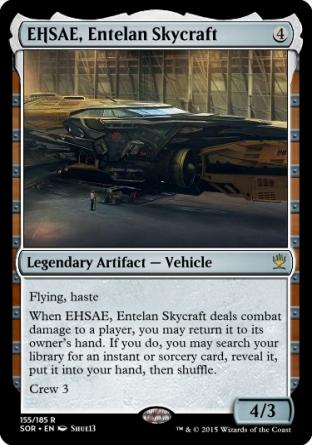 EHSAE, Entelan Skycraft 4
Legendary Artifact — Vehicle
Flying, haste
When EHSAE, Entelan Skycraft deals combat
damage to a player, you may return it to its
owner's hand. If you do, you may search your
library for an instant or sorcery card, reveal it,
put it into your hand, then shuffle.
Crew 3
4/3
155/185 R
SOR • EN Shue13
™ & © 2015 Wizards of the Coast